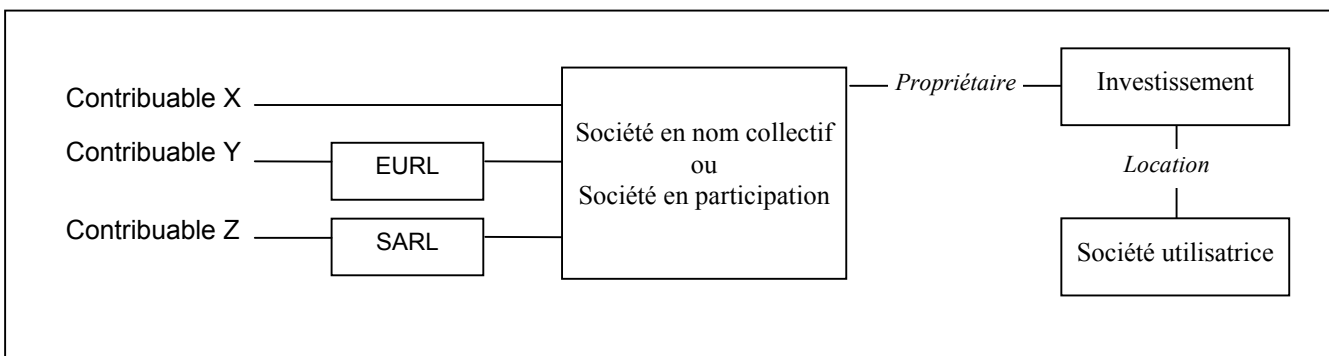 Contribuable X
Contribuable Y
EURL
Contribuable Z
SARL
Société en nom collectif
ou
Société en participation
Propriétaire
Investissement
Location
Société utilisatrice